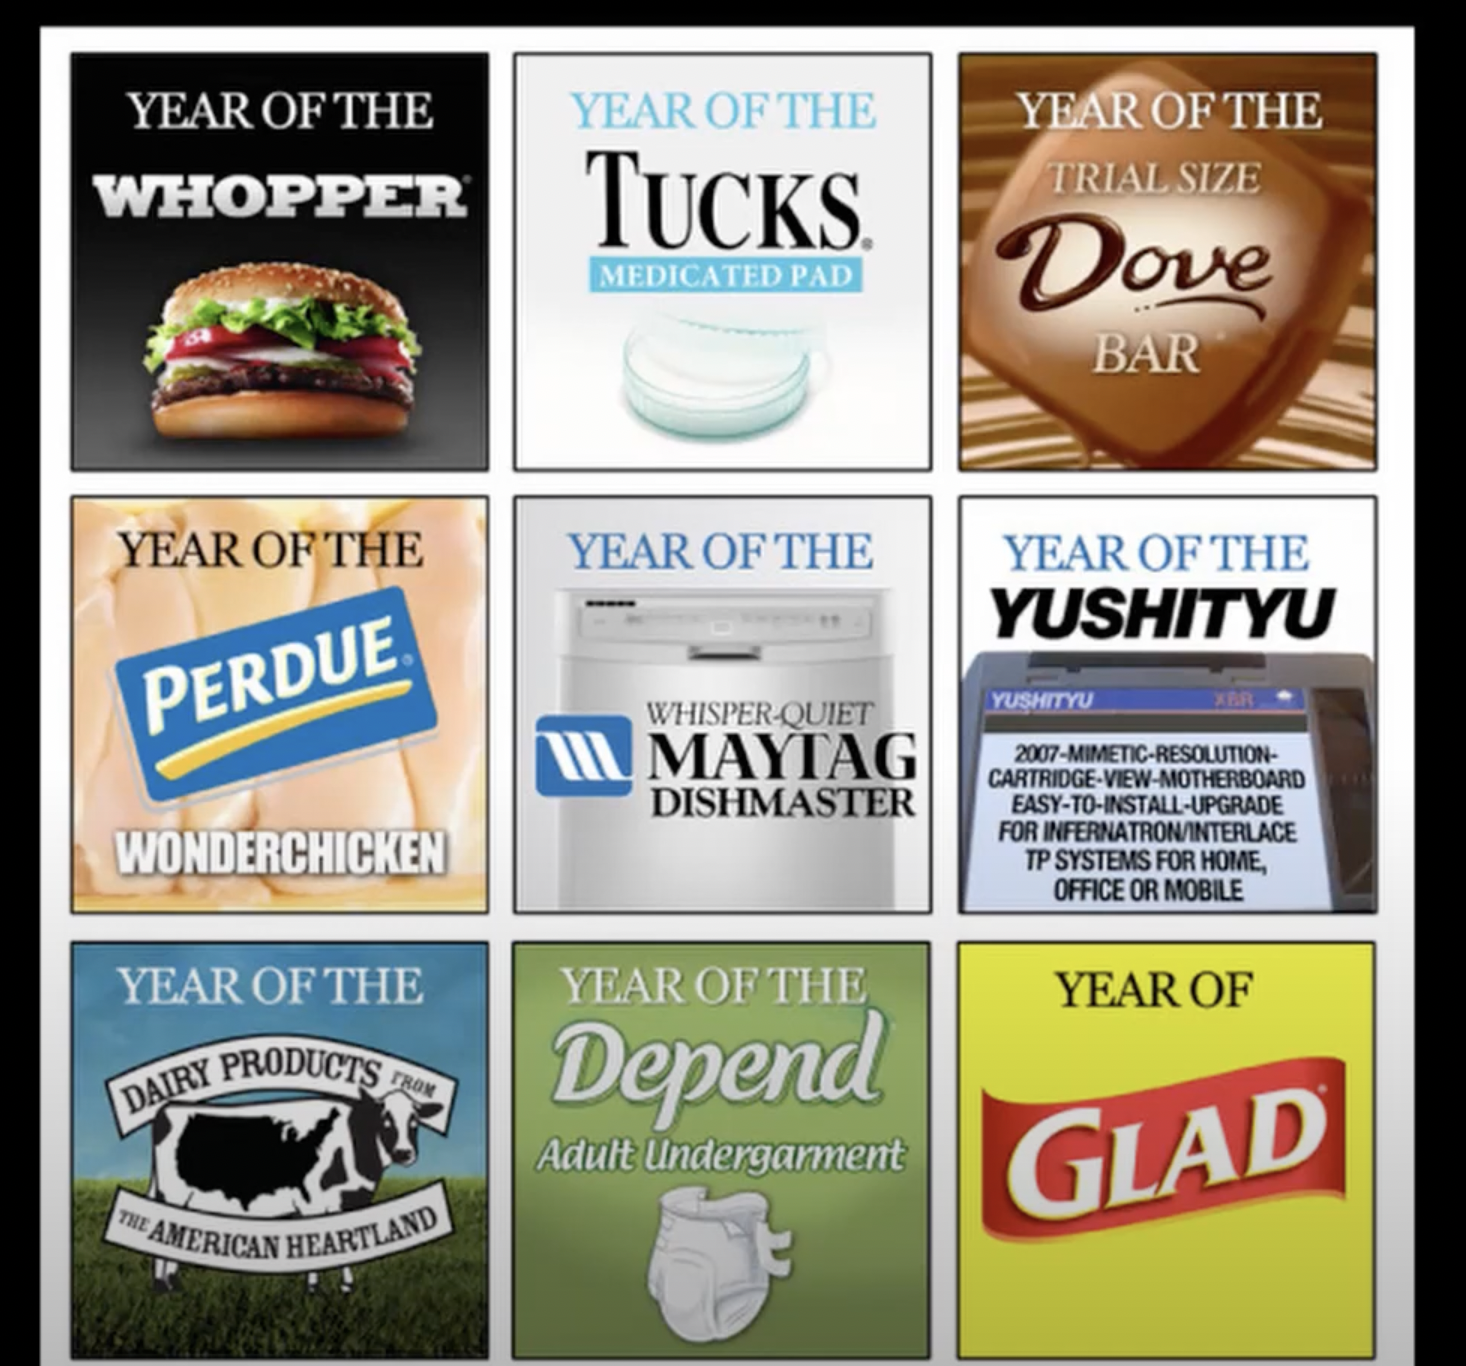 YEAR OF THE
WHOPPER®
YEAR OF THE
TUCKS®
MEDICATED PAD
YEAR OF THE
TRIAL SIZE
Dove
BAR
YEAR OF THE
PERDUE®
WONDERCHICKEN
YEAR OF THE
WHISPER-QUIET
MAYTAG
DISHMASTER
YEAR OF THE
YUSHITYU
YUSHITYU XBR
2007-MIMETIC-RESOLUTION-
CARTRIDGE-VIEW-MOTHERBOARD
EASY-TO-INSTALL-UPGRADE
FOR INFERNATRON/INTERLACE
TP SYSTEMS FOR HOME,
OFFICE OR MOBILE
YEAR OF THE
DAIRY PRODUCTS FROM
THE AMERICAN HEARTLAND
YEAR OF THE
Depend
Adult Undergarment
YEAR OF
GLAD®